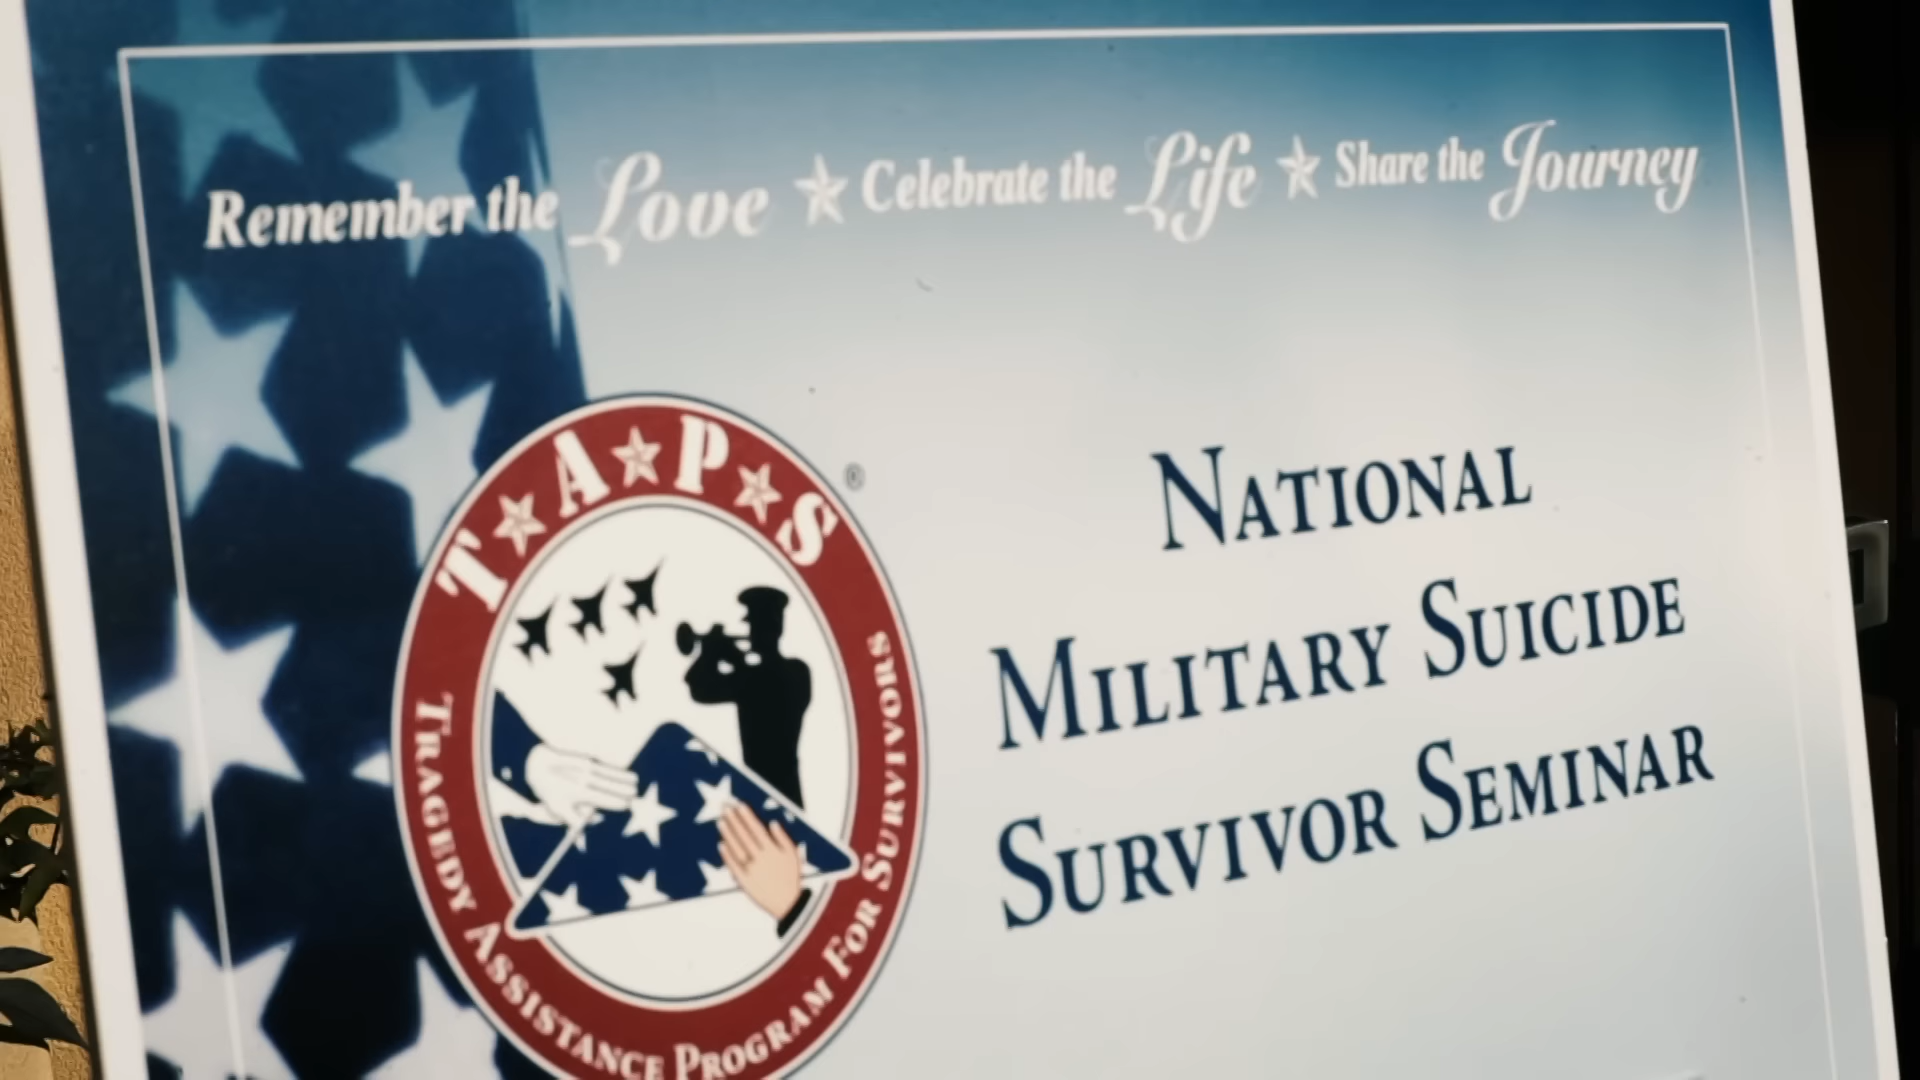 Remember the Love ★ Celebrate the Life ★ Share the Journey
T★A★P★S ®
TRAGEDY ASSISTANCE PROGRAM FOR SURVIVORS
NATIONAL
MILITARY SUICIDE
SURVIVOR SEMINAR